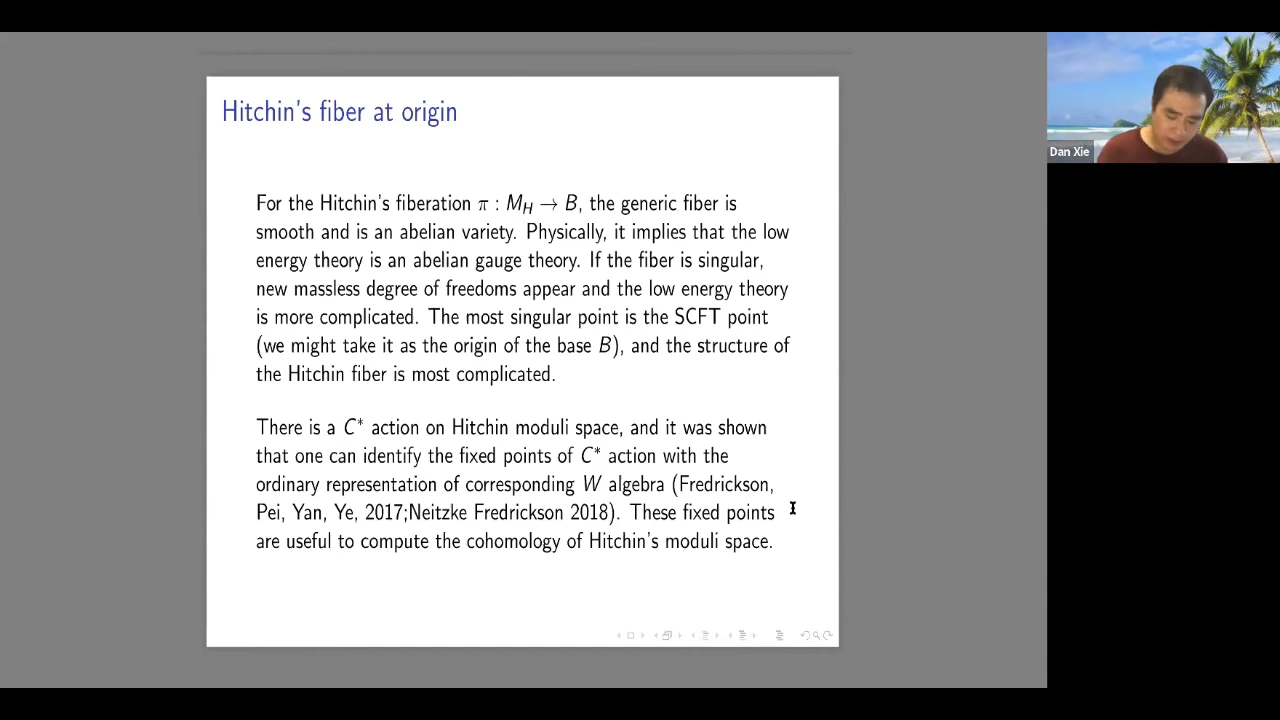 Hitchin's fiber at origin
For the Hitchin's fiberation π : M_H → B, the generic fiber is
smooth and is an abelian variety. Physically, it implies that the low
energy theory is an abelian gauge theory. If the fiber is singular,
new massless degree of freedoms appear and the low energy theory
is more complicated. The most singular point is the SCFT point
(we might take it as the origin of the base B), and the structure of
the Hitchin fiber is most complicated.
There is a C* action on Hitchin moduli space, and it was shown
that one can identify the fixed points of C* action with the
ordinary representation of corresponding W algebra (Fredrickson,
Pei, Yan, Ye, 2017;Neitzke Fredrickson 2018). These fixed points
are useful to compute the cohomology of Hitchin's moduli space.
Dan Xie